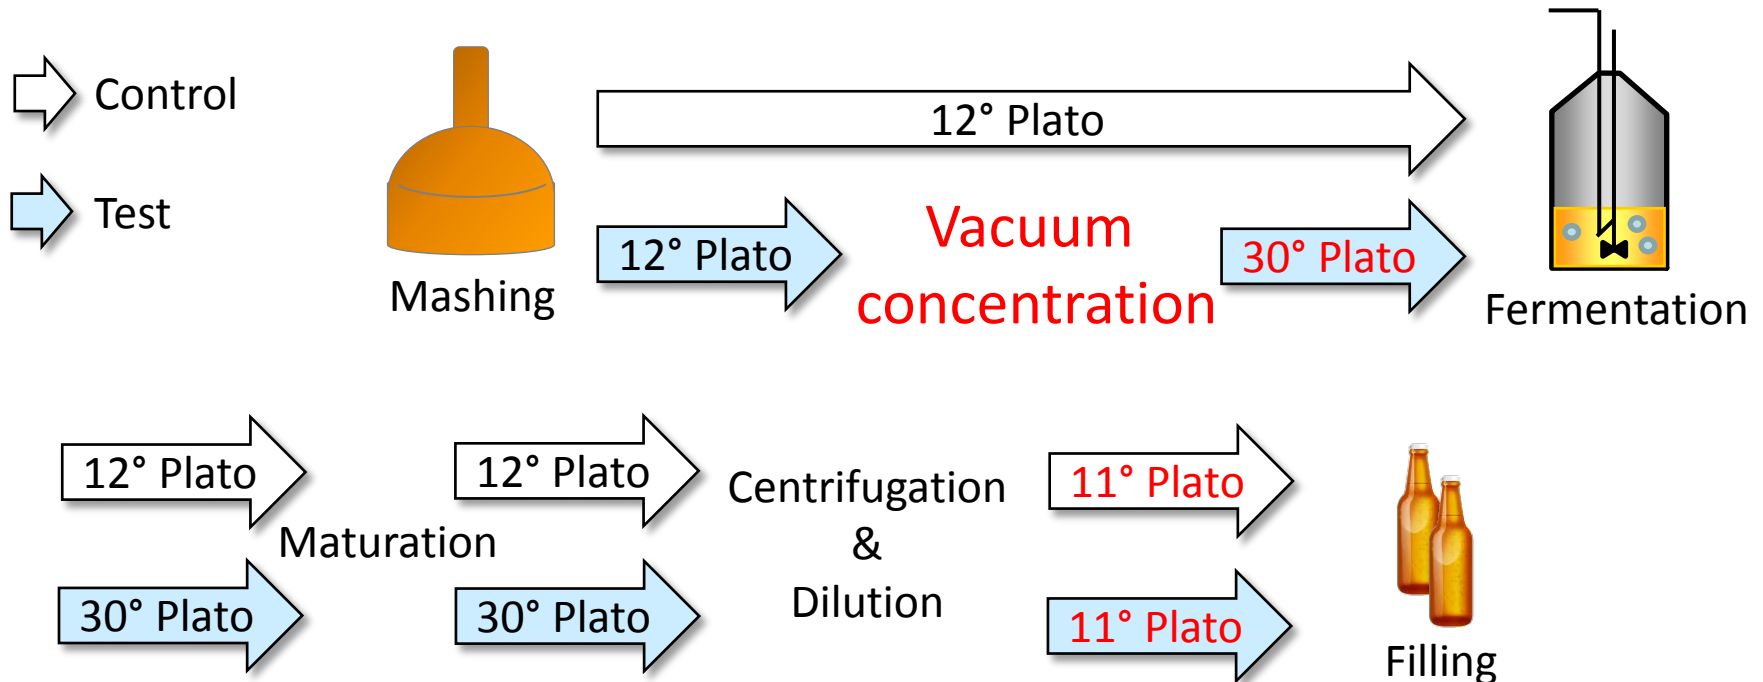 Control
12° Plato
Test
Mashing
12° Plato
Vacuum
concentration
30° Plato
Fermentation
12° Plato
12° Plato
Centrifugation
&
Dilution
11° Plato
Maturation
30° Plato
30° Plato
11° Plato
Filling